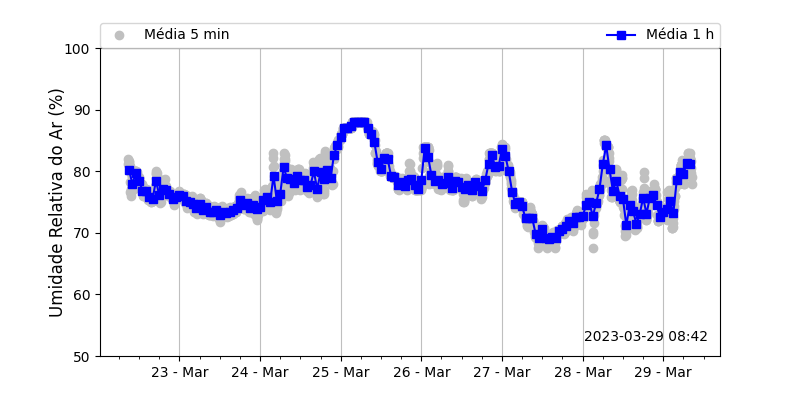 Média 5 min
Média 1 h
Umidade Relativa do Ar (%)
100
90
80
70
60
50
2023-03-29 08:42
23 - Mar
24 - Mar
25 - Mar
26 - Mar
27 - Mar
28 - Mar
29 - Mar